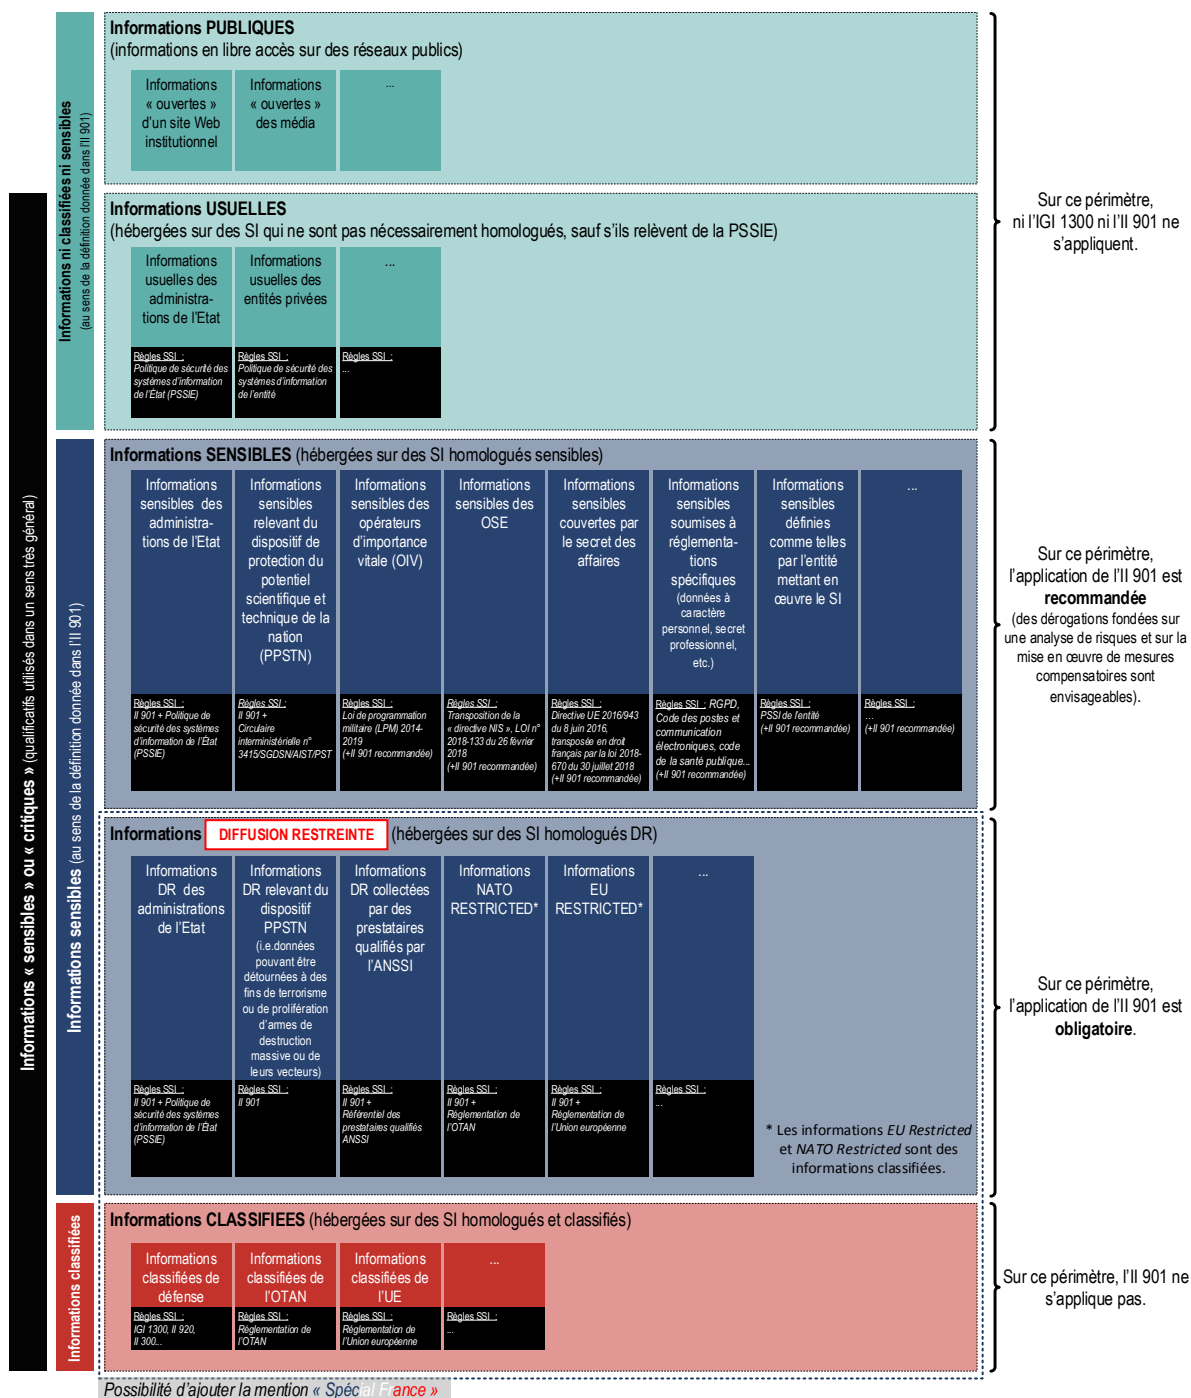 Informations « sensibles » ou « critiques » (qualificatifs utilisés dans un sens très général)
Informations ni classifiées ni sensibles
(au sens de la définition donnée dans l'II 901)
Informations PUBLIQUES
(informations en libre accès sur des réseaux publics)
Informations
« ouvertes »
d'un site Web
institutionnel
Informations
« ouvertes »
des média
...
Informations USUELLES
(hébergées sur des SI qui ne sont pas nécessairement homologués, sauf s'ils relèvent de la PSSIE)
Informations
usuelles des
administra-
tions de l'Etat
Informations
usuelles des
entités privées
...
Règles SSI :
Politique de sécurité des
systèmes d'information
de l'État (PSSIE)
Règles SSI :
Politique de sécurité des
systèmes d'information
de l'entité
Règles SSI :
...
Sur ce périmètre,
ni l'IGI 1300 ni l'II 901 ne
s'appliquent.
Informations sensibles (au sens de la définition donnée dans l'II 901)
Informations SENSIBLES (hébergées sur des SI homologués sensibles)
Informations
sensibles des
administra-
tions de l'Etat
Informations
sensibles
relevant du
dispositif de
protection du
potentiel
scientifique et
technique de la
nation
(PPSTN)
Informations
sensibles des
opérateurs
d'importance
vitale (OIV)
Informations
sensibles des
OSE
Informations
sensibles
couvertes par
le secret des
affaires
Informations
sensibles
soumises à
réglementa-
tions
spécifiques
(données à
caractère
personnel, secret
professionnel,
etc.)
Informations
sensibles
définies
comme telles
par l'entité
mettant en
œuvre le SI
...
Règles SSI :
II 901 + Politique de
sécurité des systèmes
d'information de l'État
(PSSIE)
Règles SSI :
II 901 +
Circulaire
interministérielle n°
3415/SGDSN/AIST/PST
Règles SSI :
Loi de programmation
militaire (LPM) 2014-
2019
(+II 901 recommandée)
Règles SSI :
Transposition de la
« directive NIS », LOI n°
2018-133 du 26 février
2018
(+II 901 recommandée)
Règles SSI :
Directive UE 2016/943
du 8 juin 2016,
transposée en droit
français par la loi 2018-
670 du 30 juillet 2018
(+II 901 recommandée)
Règles SSI : RGPD,
Code des postes et
communication
électroniques, code
de la santé publique...
(+II 901 recommandée)
Règles SSI :
PSSI de l'entité
(+II 901 recommandée)
Règles SSI :
...
(+II 901 recommandée)
Sur ce périmètre,
l'application de l'II 901 est
recommandée
(des dérogations fondées sur
une analyse de risques et sur la
mise en œuvre de mesures
compensatoires sont
envisageables).
Informations DIFFUSION RESTREINTE (hébergées sur des SI homologués DR)
Informations
DR des
administrations
de l'Etat
Informations
DR relevant du
dispositif
PPSTN
(i.e.données
pouvant être
détournées à des
fins de terrorisme
ou de prolifération
d'armes de
destruction
massive ou de
leurs vecteurs)
Informations
DR collectées
par des
prestataires
qualifiés par
l'ANSSI
Informations
NATO
RESTRICTED*
Informations
EU
RESTRICTED*
...
Règles SSI :
II 901 + Politique de
sécurité des systèmes
d'information de l'État
(PSSIE)
Règles SSI :
II 901
Règles SSI :
II 901 +
Référentiel des
prestataires qualifiés
ANSSI
Règles SSI :
II 901 +
Réglementation de
l'OTAN
Règles SSI :
II 901 +
Réglementation de
l'Union européenne
Règles SSI :
...
* Les informations EU Restricted
et NATO Restricted sont des
informations classifiées.
Sur ce périmètre,
l'application de l'II 901 est
obligatoire.
Informations classifiées
Informations CLASSIFIEES (hébergées sur des SI homologués et classifiés)
Informations
classifiées de
défense
Informations
classifiées de
l'OTAN
Informations
classifiées de
l'UE
...
Règles SSI :
IGI 1300, II 920,
II 300...
Règles SSI :
Réglementation de
l'OTAN
Règles SSI :
Réglementation de
l'Union européenne
Règles SSI :
...
Sur ce périmètre, l'II 901 ne
s'applique pas.
Possibilité d'ajouter la mention « Spécial France »